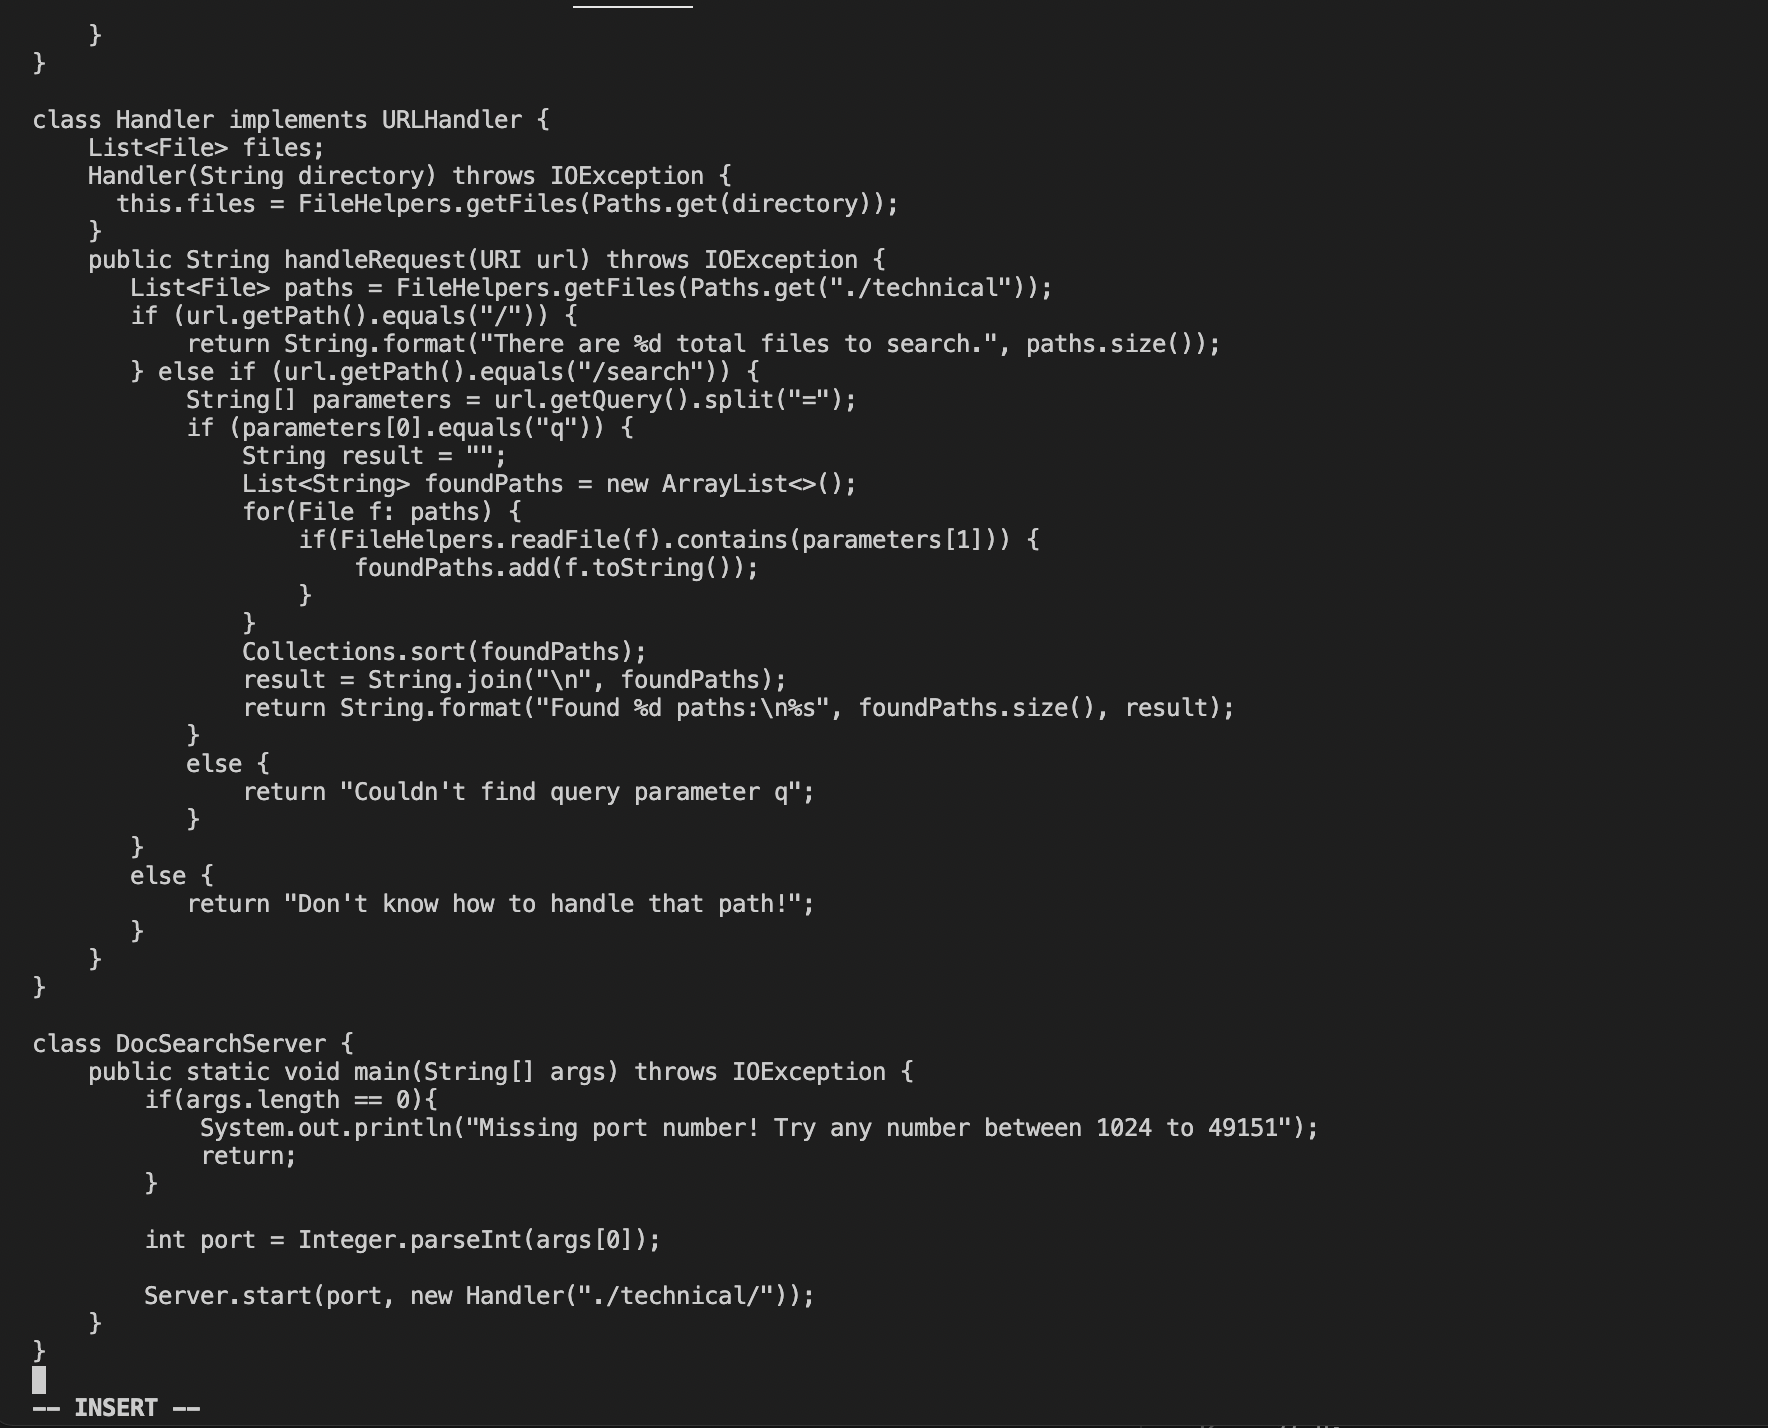 }
}

class Handler implements URLHandler {
    List<File> files;
    Handler(String directory) throws IOException {
      this.files = FileHelpers.getFiles(Paths.get(directory));
    }
    public String handleRequest(URI url) throws IOException {
       List<File> paths = FileHelpers.getFiles(Paths.get("./technical"));
       if (url.getPath().equals("/")) {
           return String.format("There are %d total files to search.", paths.size());
       } else if (url.getPath().equals("/search")) {
           String[] parameters = url.getQuery().split("=");
           if (parameters[0].equals("q")) {
               String result = "";
               List<String> foundPaths = new ArrayList<>();
               for(File f: paths) {
                   if(FileHelpers.readFile(f).contains(parameters[1])) {
                       foundPaths.add(f.toString());
                   }
               }
               Collections.sort(foundPaths);
               result = String.join("\n", foundPaths);
               return String.format("Found %d paths:\n%s", foundPaths.size(), result);
           }
           else {
               return "Couldn't find query parameter q";
           }
       }
       else {
           return "Don't know how to handle that path!";
       }
    }
}

class DocSearchServer {
    public static void main(String[] args) throws IOException {
        if(args.length == 0){
            System.out.println("Missing port number! Try any number between 1024 to 49151");
            return;
        }

        int port = Integer.parseInt(args[0]);

        Server.start(port, new Handler("./technical/"));
    }
}
-- INSERT --